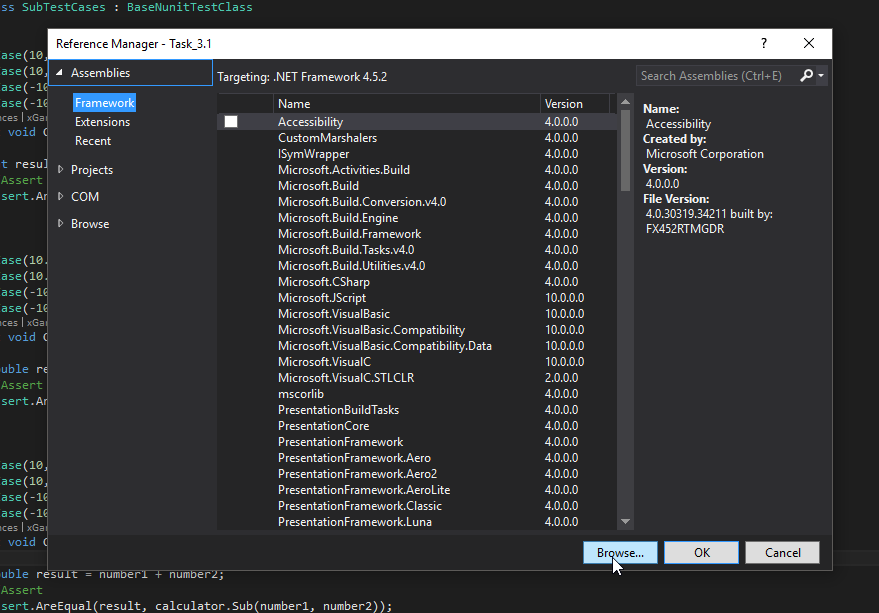 ss SubTestCases : BaseNunitTestClass
Reference Manager - Task_3.1
?
Assemblies
Framework
Extensions
Recent
Projects
COM
Browse
Targeting: .NET Framework 4.5.2
Search Assemblies (Ctrl+E)
Name Version
Accessibility 4.0.0.0
CustomMarshalers 4.0.0.0
ISymWrapper 4.0.0.0
Microsoft.Activities.Build 4.0.0.0
Microsoft.Build 4.0.0.0
Microsoft.Build.Conversion.v4.0 4.0.0.0
Microsoft.Build.Engine 4.0.0.0
Microsoft.Build.Framework 4.0.0.0
Microsoft.Build.Tasks.v4.0 4.0.0.0
Microsoft.Build.Utilities.v4.0 4.0.0.0
Microsoft.CSharp 4.0.0.0
Microsoft.JScript 10.0.0.0
Microsoft.VisualBasic 10.0.0.0
Microsoft.VisualBasic.Compatibility 10.0.0.0
Microsoft.VisualBasic.Compatibility.Data 10.0.0.0
Microsoft.VisualC 10.0.0.0
Microsoft.VisualC.STLCLR 2.0.0.0
mscorlib 4.0.0.0
PresentationBuildTasks 4.0.0.0
PresentationCore 4.0.0.0
PresentationFramework 4.0.0.0
PresentationFramework.Aero 4.0.0.0
PresentationFramework.Aero2 4.0.0.0
PresentationFramework.AeroLite 4.0.0.0
PresentationFramework.Classic 4.0.0.0
PresentationFramework.Luna 4.0.0.0
Name:
Accessibility
Created by:
Microsoft Corporation
Version:
4.0.0.0
File Version:
4.0.30319.34211 built by:
FX452RTMGDR
Browse...
OK
Cancel
ase(10,
ase(10,
ase(-10
ase(-10
nces | xGa
void
t resul
Assert
sert.Ar
ase(10.
ase(10.
ase(-10
ase(-10
nces | xGa
void
uble re
Assert
sert.Ar
ase(10,
ase(10,
ase(-10
ase(-10
nces | xGa
void
uble result = number1 + number2;
Assert
sert.AreEqual(result, calculator.Sub(number1, number2));